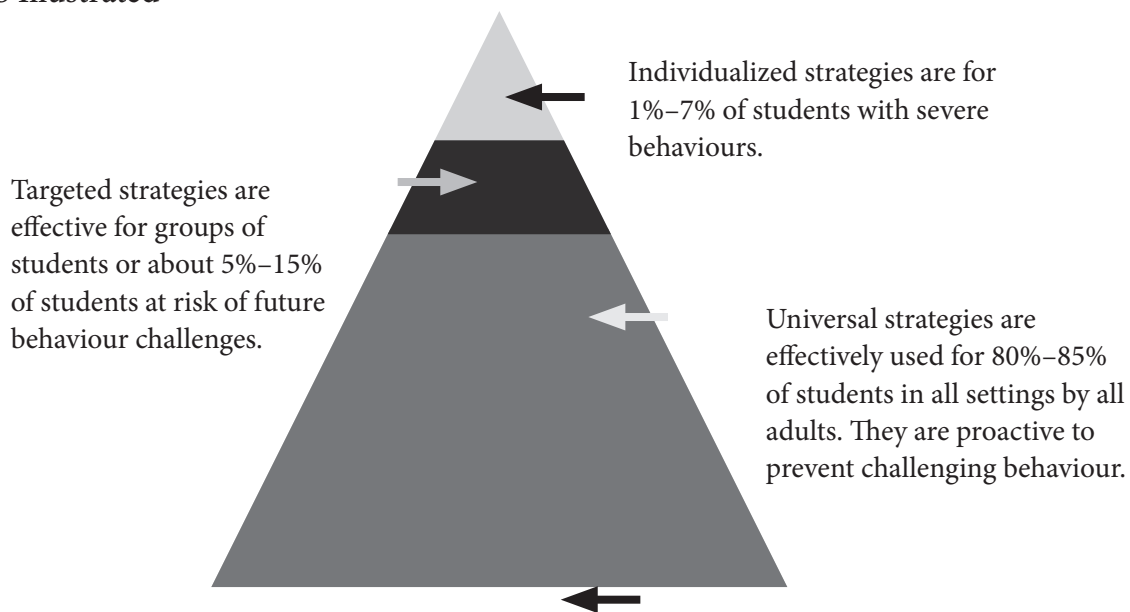 Illustrated
Individualized strategies are for
1%–7% of students with severe
behaviours.
Targeted strategies are
effective for groups of
students or about 5%–15%
of students at risk of future
behaviour challenges.
Universal strategies are
effectively used for 80%–85%
of students in all settings by all
adults. They are proactive to
prevent challenging behaviour.